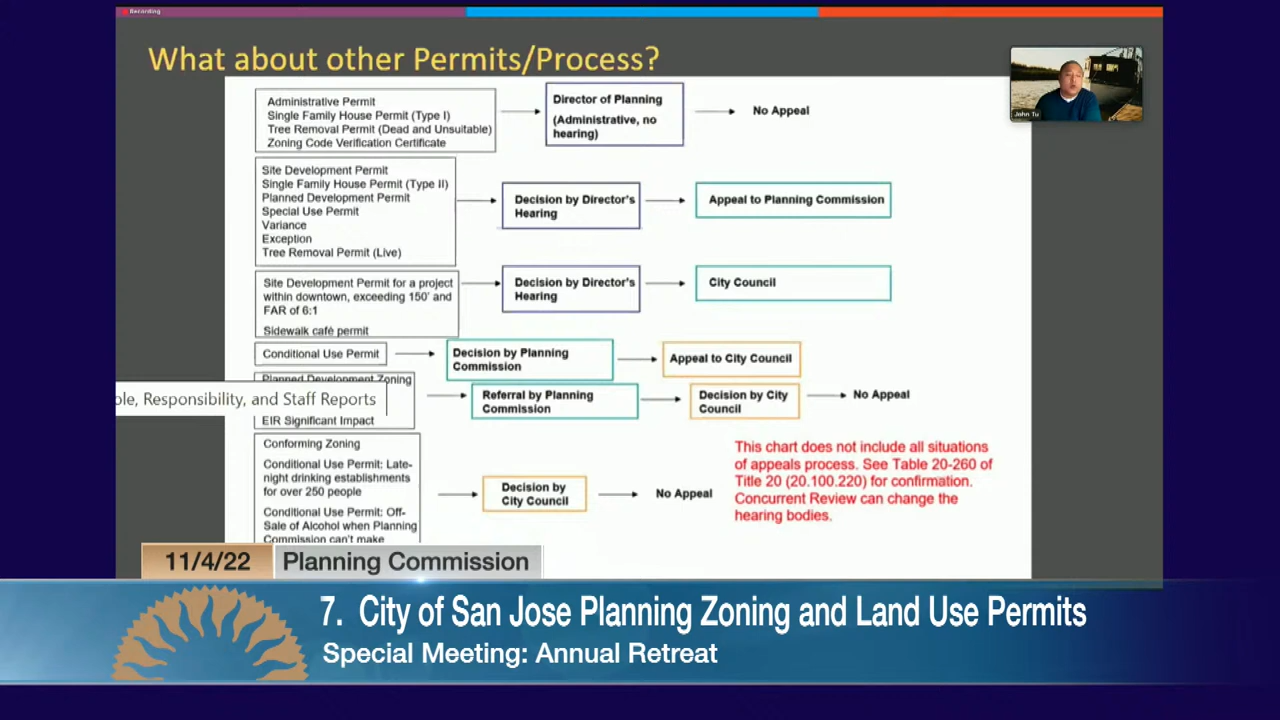 Recording
What about other Permits/Process?
John Tu
Administrative Permit
Single Family House Permit (Type I)
Tree Removal Permit (Dead and Unsuitable)
Zoning Code Verification Certificate
Director of Planning
(Administrative, no
hearing)
No Appeal
Site Development Permit
Single Family House Permit (Type II)
Planned Development Permit
Special Use Permit
Variance
Exception
Tree Removal Permit (Live)
Decision by Director's
Hearing
Appeal to Planning Commission
Site Development Permit for a project
within downtown, exceeding 150' and
FAR of 6:1
Sidewalk café permit
Decision by Director's
Hearing
City Council
Conditional Use Permit
Decision by Planning
Commission
Appeal to City Council
Planned Development Zoning
ole, Responsibility, and Staff Reports
EIR Significant Impact
Referral by Planning
Commission
Decision by City
Council
No Appeal
Conforming Zoning
Conditional Use Permit: Late-
night drinking establishments
for over 250 people
Conditional Use Permit: Off-
Sale of Alcohol when Planning
Commission can't make
Decision by
City Council
No Appeal
This chart does not include all situations
of appeals process. See Table 20-260 of
Title 20 (20.100.220) for confirmation.
Concurrent Review can change the
hearing bodies.
11/4/22 Planning Commission
7. City of San Jose Planning Zoning and Land Use Permits
Special Meeting: Annual Retreat